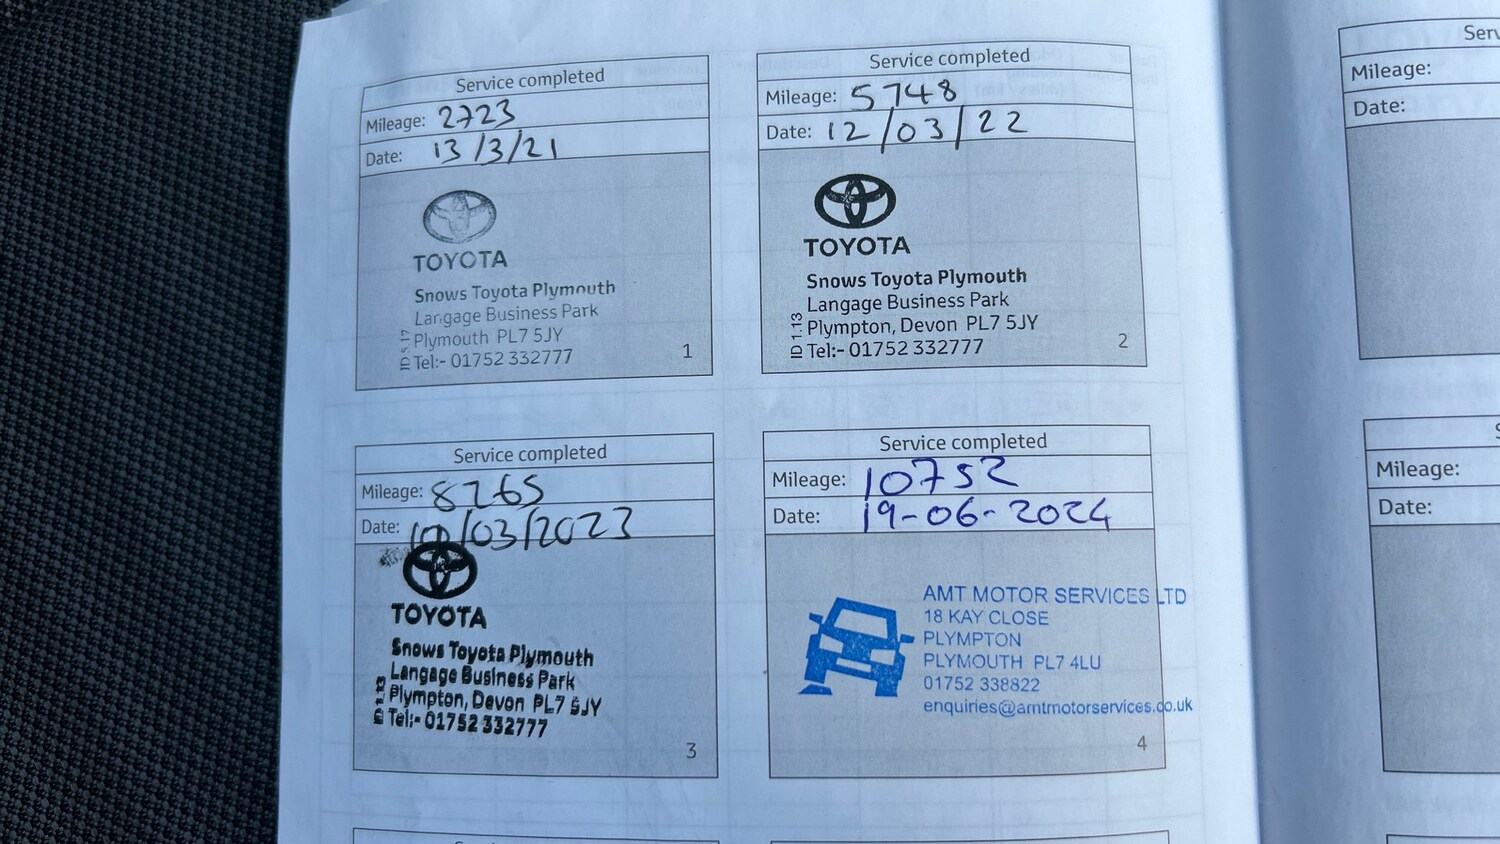 Service completed
Mileage: 2723
Date: 13/3/21
TOYOTA
Snows Toyota Plymouth
Langage Business Park
Plymouth PL7 5JY
Tel:- 01752 332777
ID 5.17
1
Service completed
Mileage: 5748
Date: 12/03/22
TOYOTA
Snows Toyota Plymouth
Langage Business Park
Plympton, Devon PL7 5JY
Tel:- 01752 332777
ID 1.13
2
Service completed
Mileage: 8265
Date: 10/03/2023
TOYOTA
Snows Toyota Plymouth
Langage Business Park
Plympton, Devon PL7 5JY
Tel:- 01752 332777
3
Service completed
Mileage: 10752
Date: 19-06-2024
AMT MOTOR SERVICES LTD
18 KAY CLOSE
PLYMPTON
PLYMOUTH PL7 4LU
01752 338822
enquiries@amtmotorservices.co.uk
4
Mileage:
Date:
Mileage:
Date: